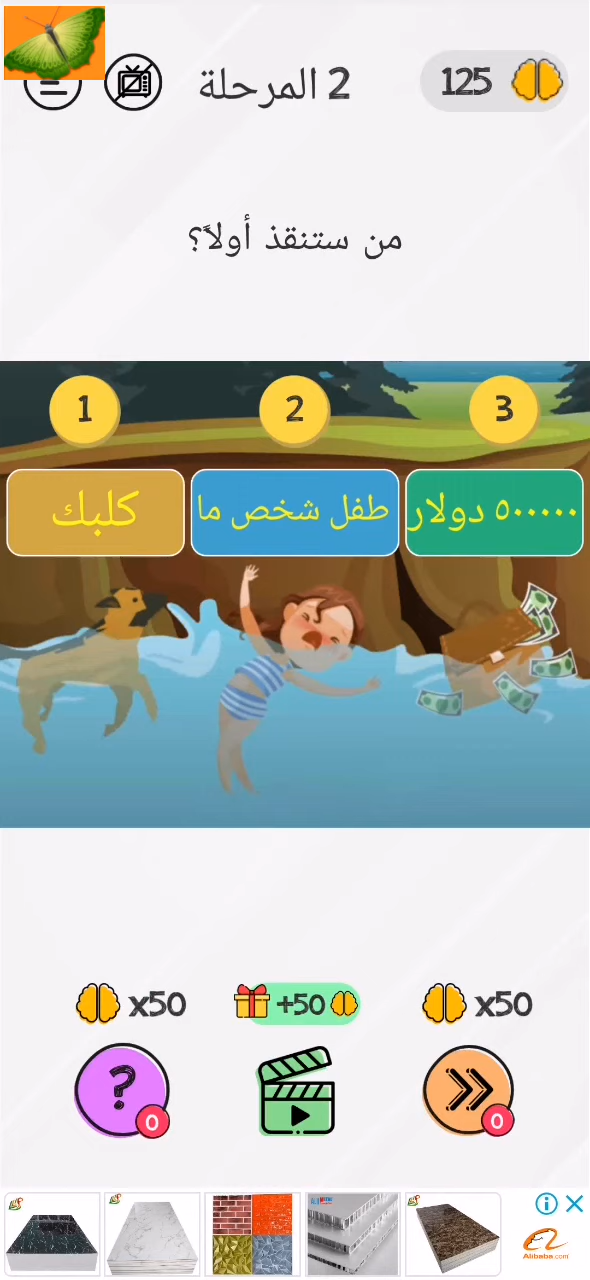 المرحلة 2
125
من ستنقذ أولاً؟
1
2
3
كلبك
طفل شخص ما
٥٠٠٠٠٠ دولار
x50
+50
x50
?
0
0
Alibaba.com